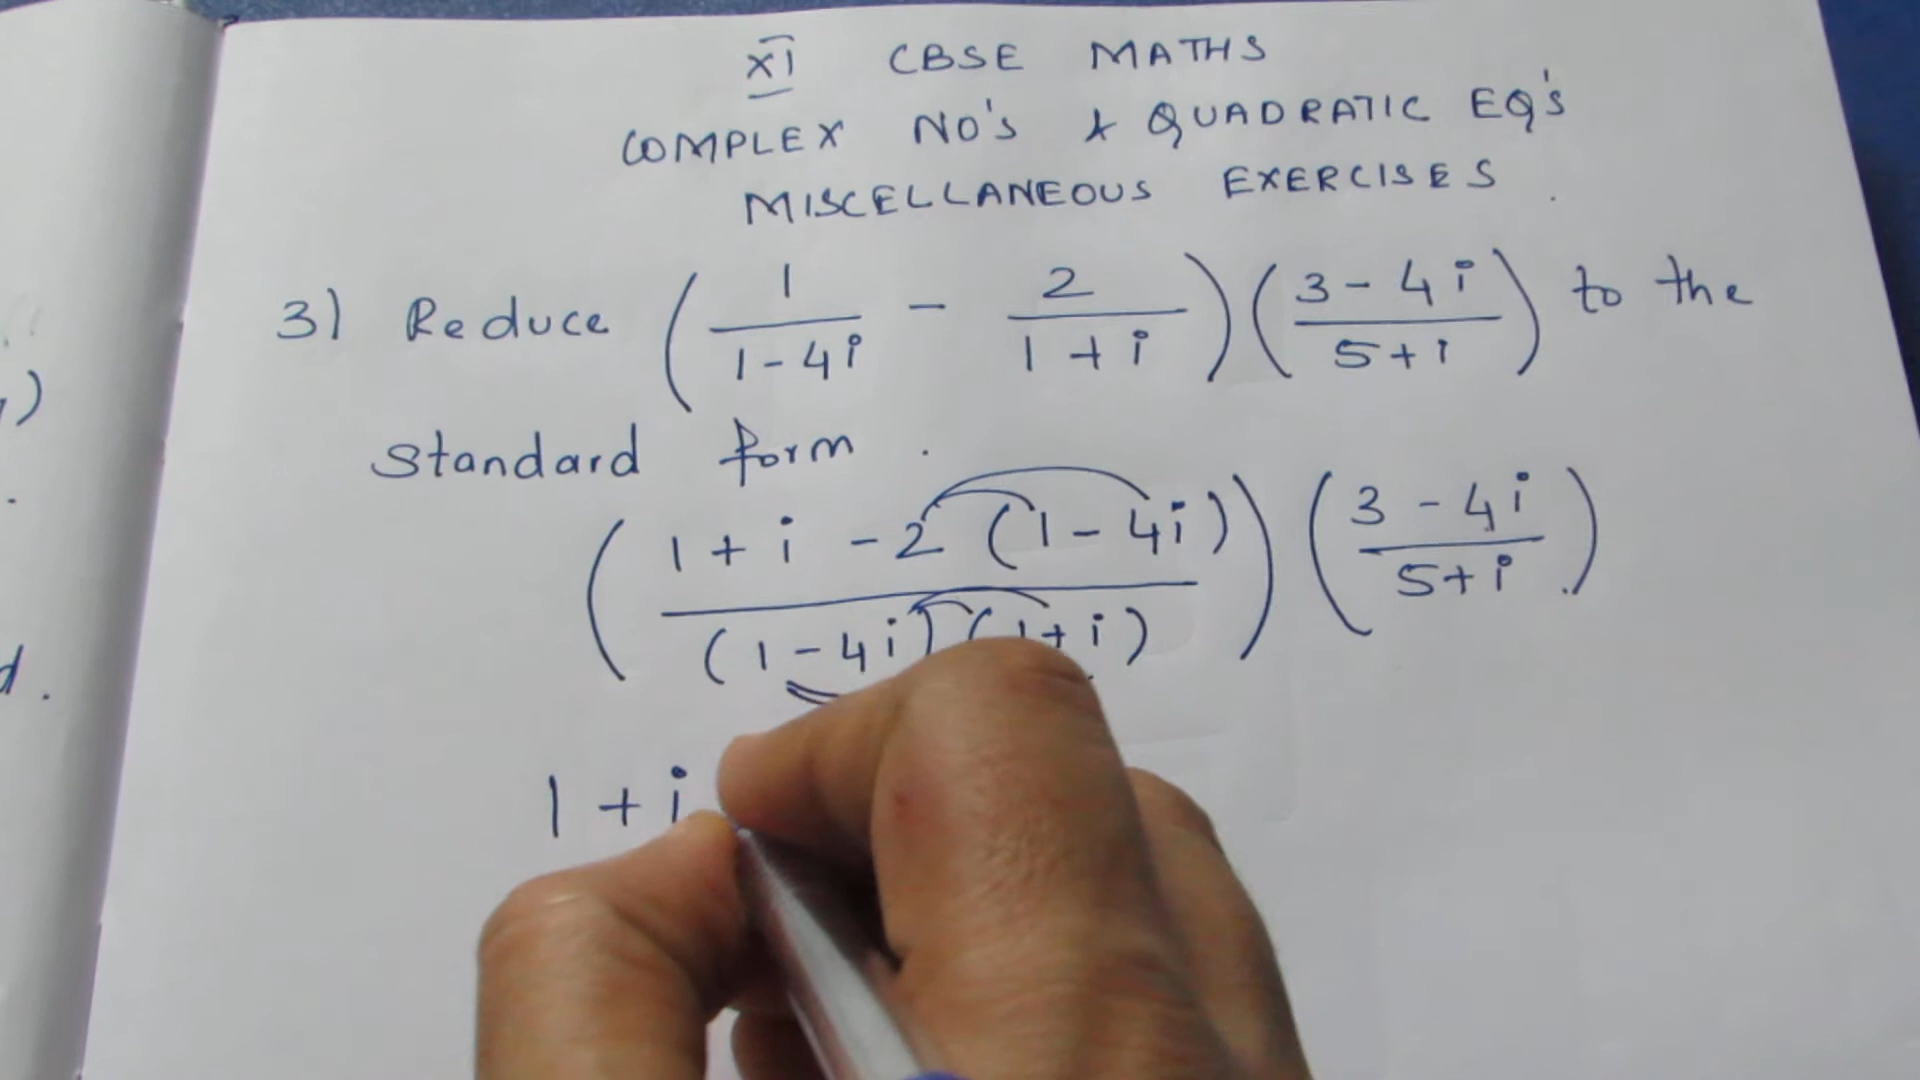 XI CBSE MATHS
COMPLEX NO'S & QUADRATIC EQ'S
MISCELLANEOUS EXERCISES .
3) Reduce (1/(1-4i) - 2/(1+i)) ((3-4i)/(5+i)) to the
standard form .
((1+i-2(1-4i))/((1-4i)(1+i))) ((3-4i)/(5+i))
1+i
)
d.